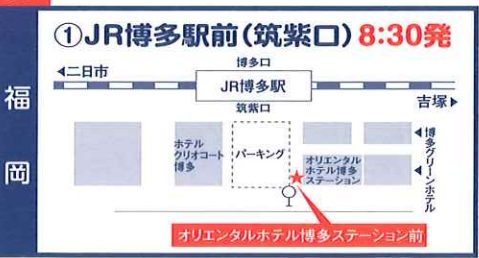 福岡
①JR博多駅前(筑紫口)8:30発
博多口
◀二日市
JR博多駅
筑紫口
吉塚▶
ホテル
クリオコート
博多
パーキング
オリエンタル
ホテル博多
ステーション
◀博多グリーンホテル
オリエンタルホテル博多ステーション前